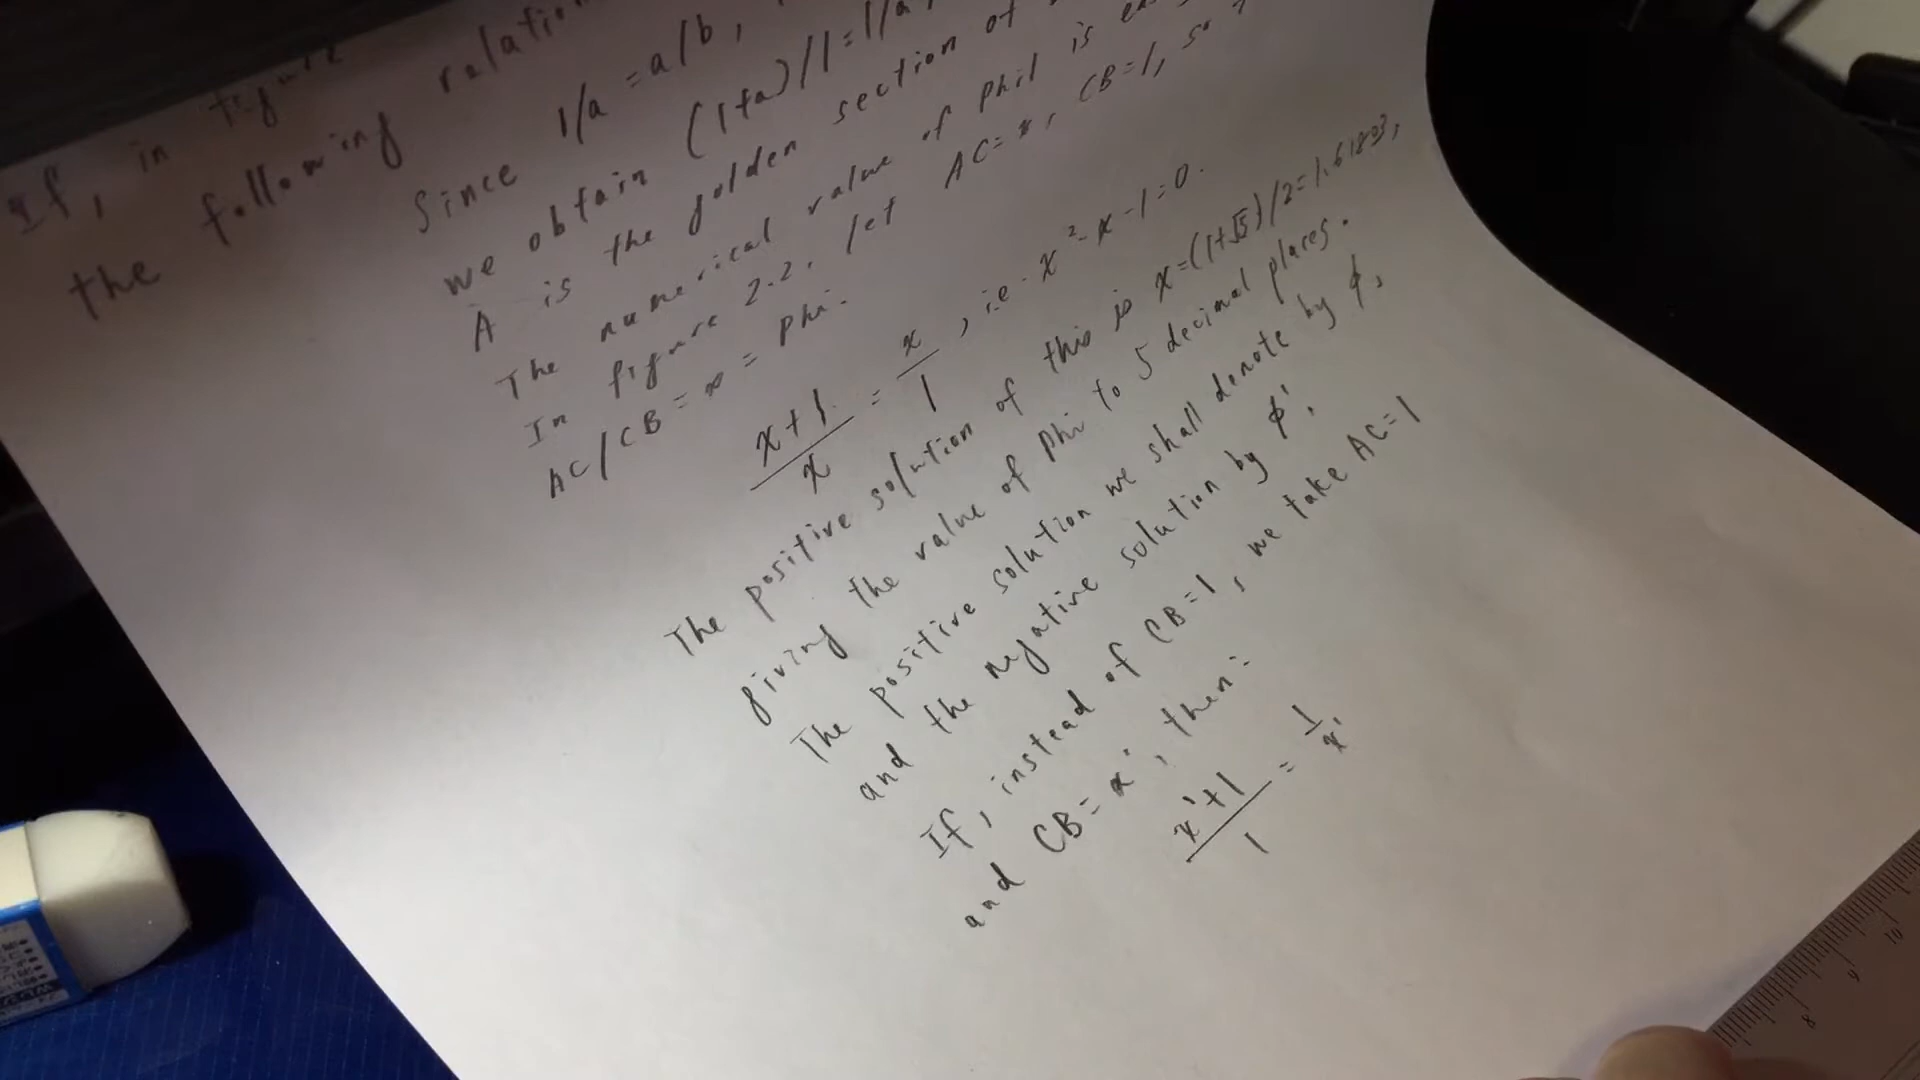 If, in figure
the following relation
Since 1/a = a/b,
we obtain (1+a)/1=1/a,
A is the golden section of
The numerical value of phil is
In figure 2.2, let AC=x, CB=1, so
AC/CB = x = phi.
x+1/x = x/1, i.e. x²-x-1=0.
The positive solution of this is x=(1+√5)/2=1.61803,
giving the value of phi to 5 decimal places.
The positive solution we shall denote by ϕ,
and the negative solution by ϕ'.
If, instead of CB=1, we take AC=1
and CB=x', then:
x'+1/1 = 1/x'
10
9
8